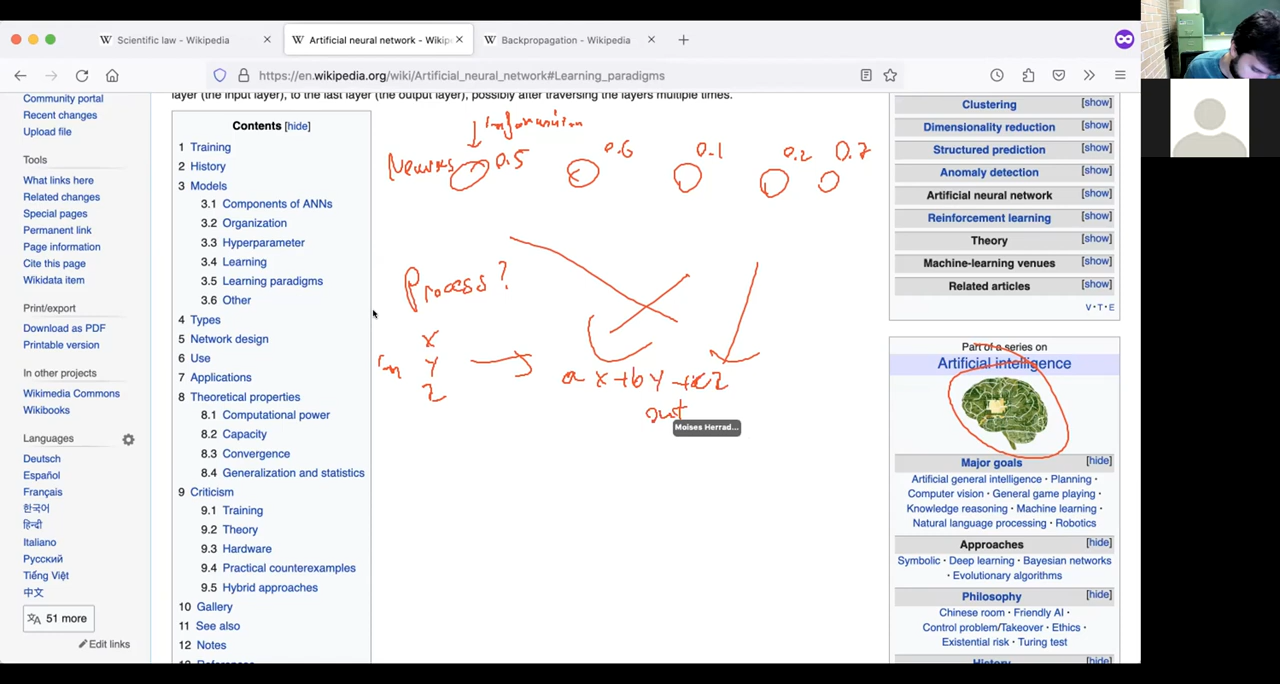 Scientific law - Wikipedia
Artificial neural network - Wikip
Backpropagation - Wikipedia
https://en.wikipedia.org/wiki/Artificial_neural_network#Learning_paradigms
layer (the input layer), to the last layer (the output layer), possibly after traversing the layers multiple times.
Community portal
Recent changes
Upload file
Tools
What links here
Related changes
Special pages
Permanent link
Page information
Cite this page
Wikidata item
Print/export
Download as PDF
Printable version
In other projects
Wikimedia Commons
Wikibooks
Languages
Deutsch
Español
Français
한국어
हिन्दी
Italiano
Русский
Tiếng Việt
中文
51 more
Edit links
Contents [hide]
1 Training
2 History
3 Models
3.1 Components of ANNs
3.2 Organization
3.3 Hyperparameter
3.4 Learning
3.5 Learning paradigms
3.6 Other
4 Types
5 Network design
6 Use
7 Applications
8 Theoretical properties
8.1 Computational power
8.2 Capacity
8.3 Convergence
8.4 Generalization and statistics
9 Criticism
9.1 Training
9.2 Theory
9.3 Hardware
9.4 Practical counterexamples
9.5 Hybrid approaches
10 Gallery
11 See also
12 Notes
Information
0.5 0.6 0.1 0.2
Process?
x
in y
z
ax+by+cz
out
Moises Herrad...
Clustering [show]
Dimensionality reduction [show]
Structured prediction [show]
Anomaly detection [show]
Artificial neural network [show]
Reinforcement learning [show]
Theory [show]
Machine-learning venues [show]
Related articles [show]
V·T·E
Part of a series on
Artificial intelligence
Major goals [hide]
Artificial general intelligence · Planning ·
Computer vision · General game playing ·
Knowledge reasoning · Machine learning ·
Natural language processing · Robotics
Approaches [hide]
Symbolic · Deep learning · Bayesian networks
· Evolutionary algorithms
Philosophy [hide]
Chinese room · Friendly AI ·
Control problem/Takeover · Ethics ·
Existential risk · Turing test
History [hide]